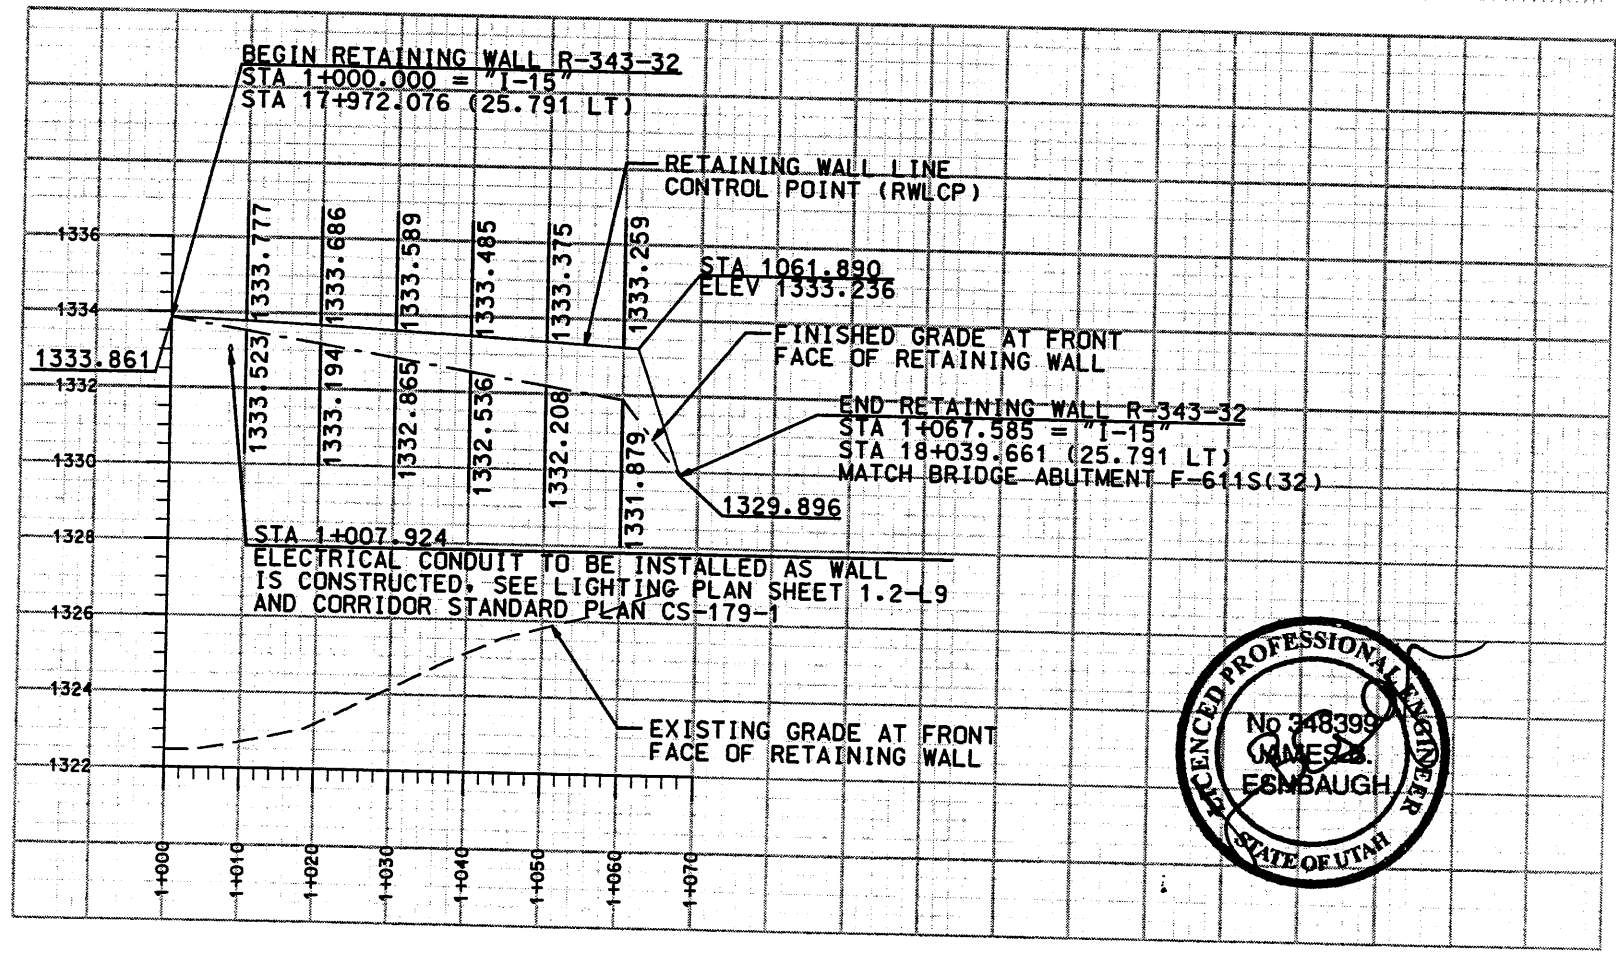 BEGIN RETAINING WALL R-343-32
STA 1+000.000 = "I-15"
STA 17+972.076 (25.791 LT)
RETAINING WALL LINE
CONTROL POINT (RWLCP)
1336
1334
1332
1330
1328
1326
1324
1322
1333.777
1333.686
1333.589
1333.485
1333.375
1333.259
STA 1061.890
ELEV 1333.236
1333.861
FINISHED GRADE AT FRONT
FACE OF RETAINING WALL
1333.523
1333.194
1332.865
1332.536
1332.208
1331.879
END RETAINING WALL R-343-32
STA 1+067.585 = "I-15"
STA 18+039.661 (25.791 LT)
MATCH BRIDGE ABUTMENT F-611S(32)
1329.896
STA 1+007.924
ELECTRICAL CONDUIT TO BE INSTALLED AS WALL
IS CONSTRUCTED. SEE LIGHTING PLAN SHEET 1.2-L9
AND CORRIDOR STANDARD PLAN CS-179-1
EXISTING GRADE AT FRONT
FACE OF RETAINING WALL
1+000
1+010
1+020
1+030
1+040
1+050
1+060
1+070
LICENCED PROFESSIONAL ENGINEER
No 348399
JAMES B.
ESHBAUGH
STATE OF UTAH